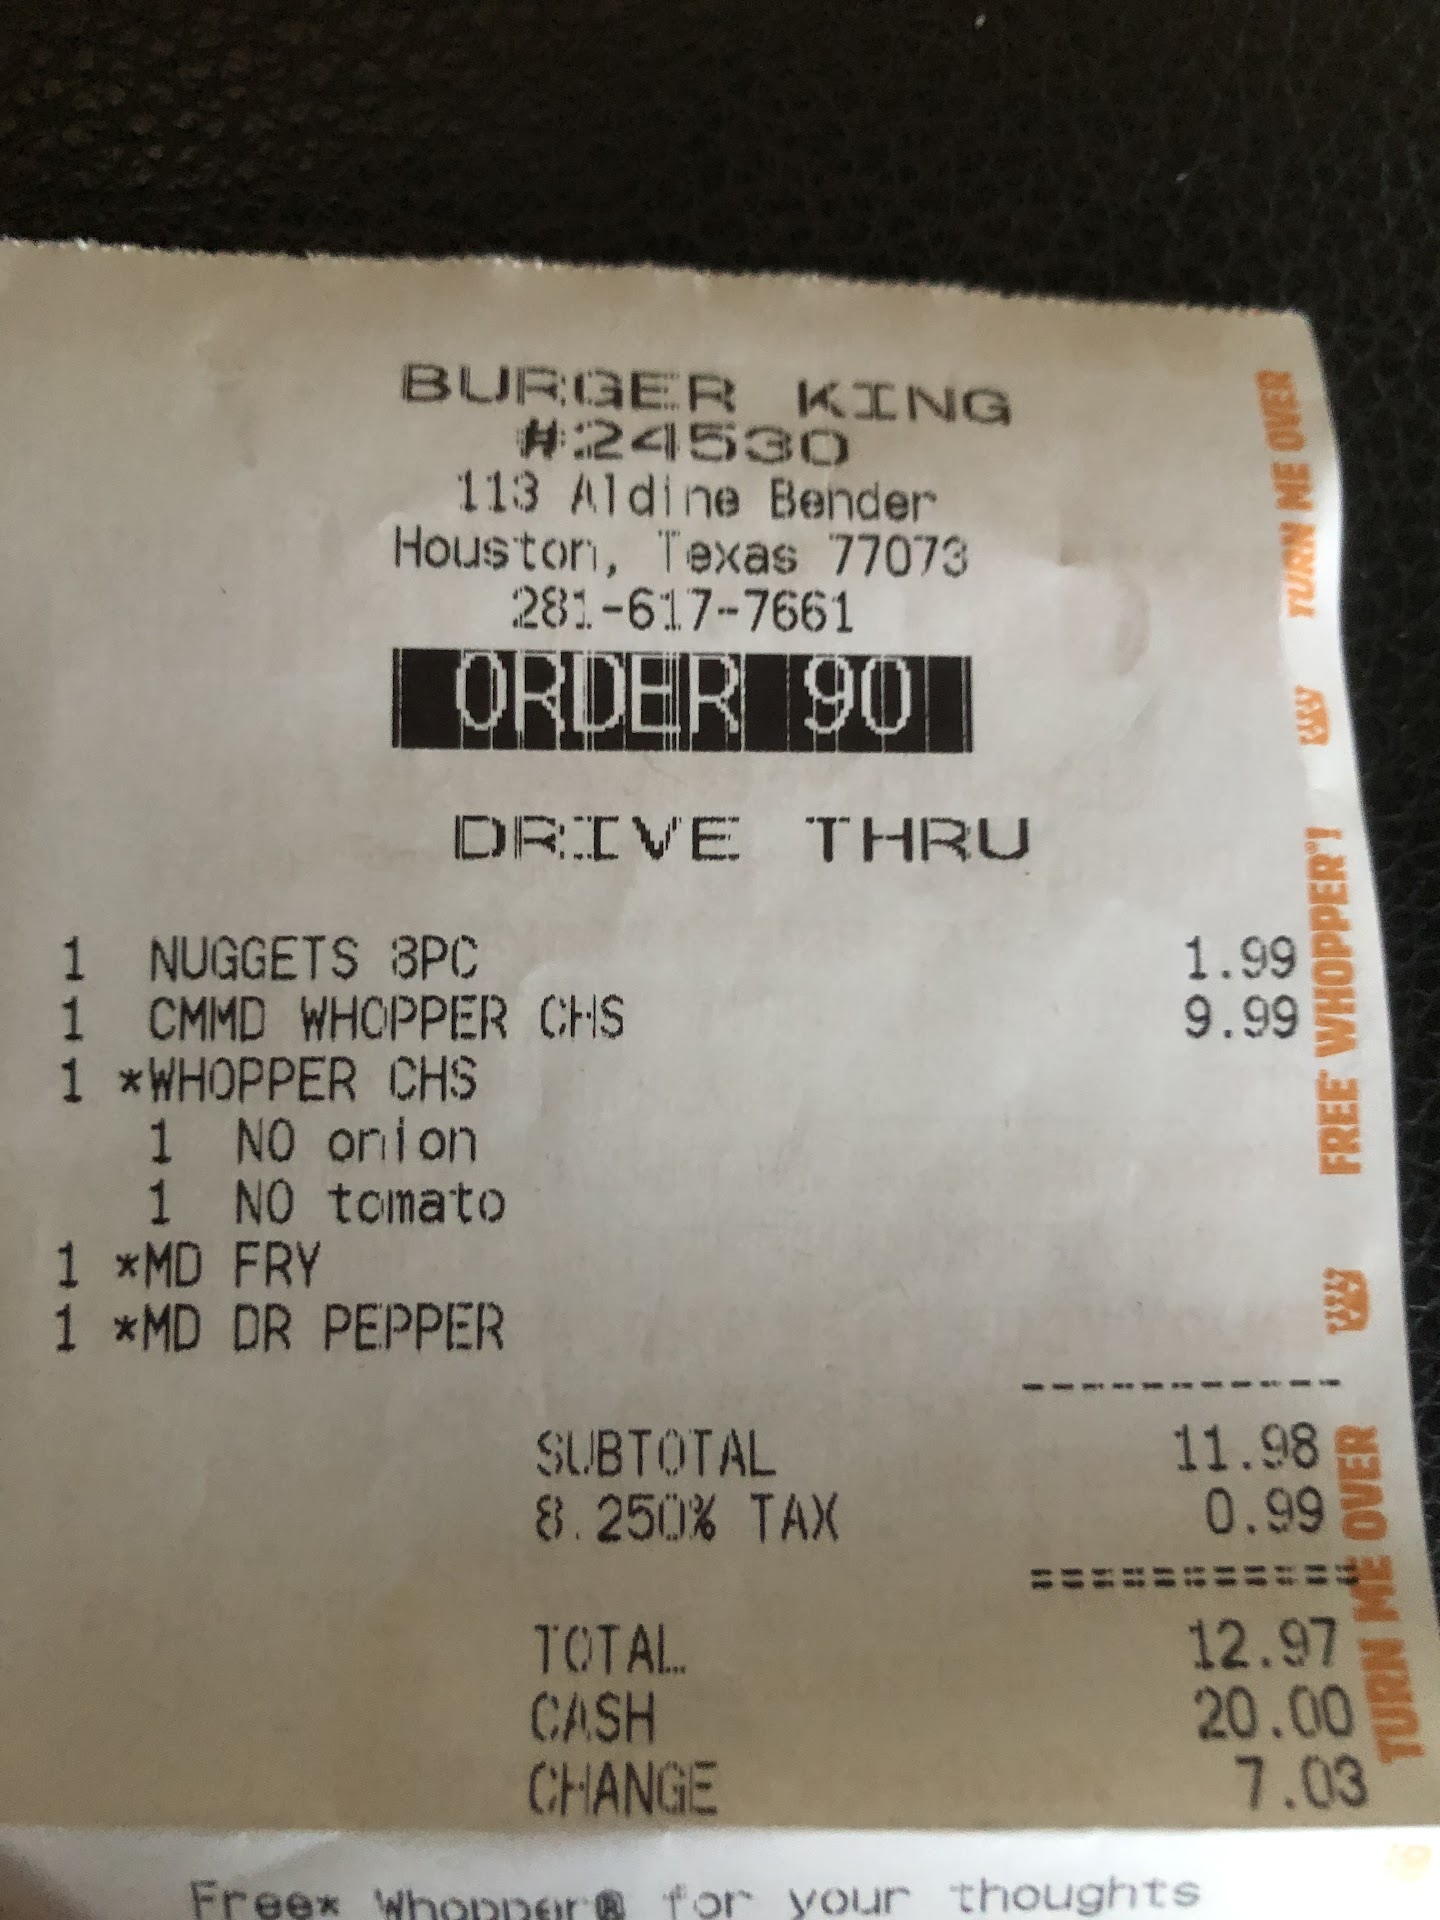 BURGER KING
#24530
113 Aldine Bender
Houston, Texas 77073
281-617-7661
ORDER 90
DRIVE THRU
1 NUGGETS 8PC 1.99
1 CMMD WHOPPER CHS 9.99
1 *WHOPPER CHS
1 NO onion
1 NO tomato
1 *MD FRY
1 *MD DR PEPPER
SUBTOTAL 11.98
8.250% TAX 0.99
TOTAL 12.97
CASH 20.00
CHANGE 7.03
Free* Whopper® for your thoughts
TURN ME OVER FREE WHOPPER®! TURN ME OVER